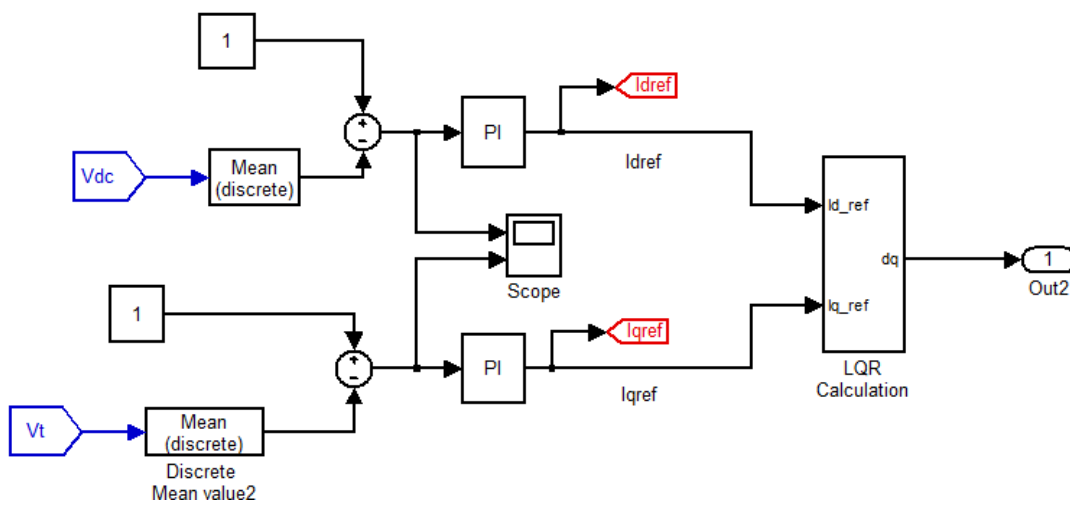 1
+
−
Vdc
Mean
(discrete)
PI
Idref
Idref
Scope
Id_ref
dq
Iq_ref
LQR
Calculation
1
Out2
1
+
−
Vt
Mean
(discrete)
Discrete
Mean value2
PI
Iqref
Iqref